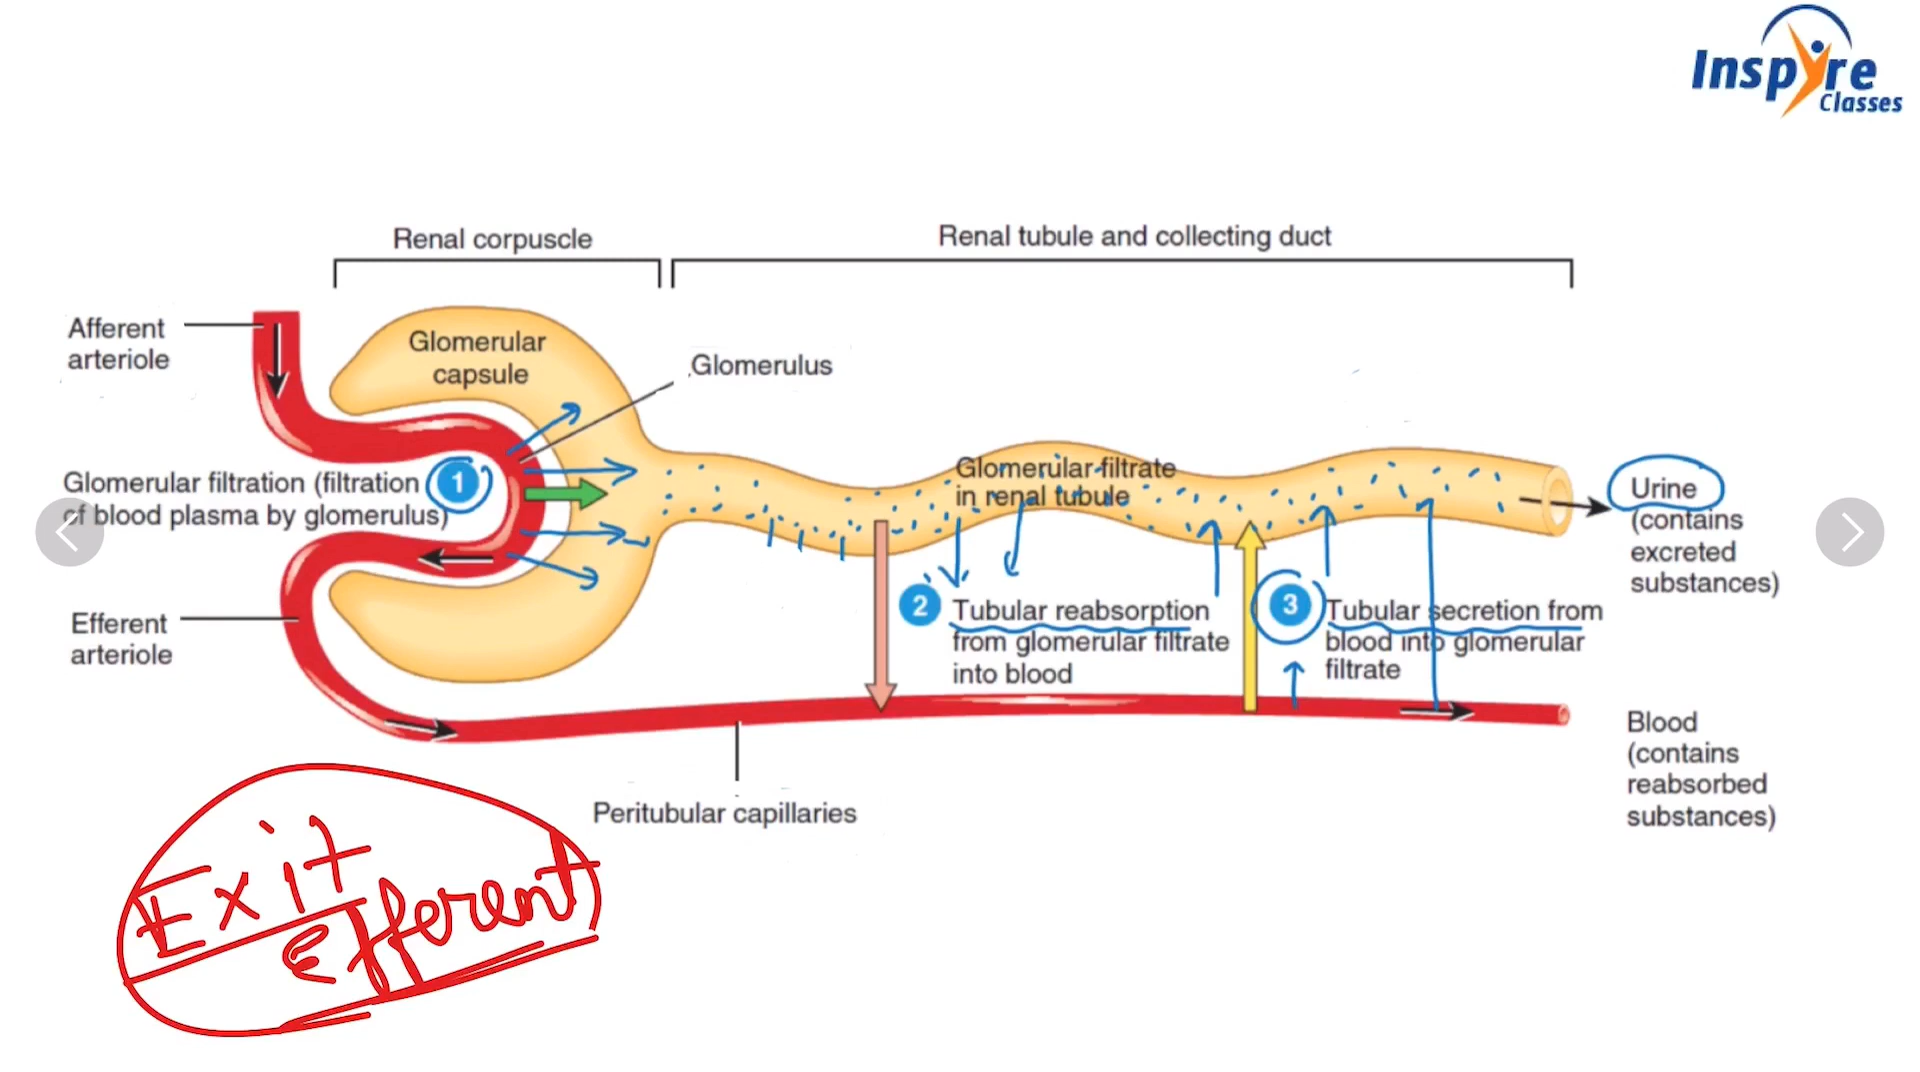 Inspyre
Classes
Renal corpuscle
Renal tubule and collecting duct
Afferent
arteriole
Glomerular
capsule
Glomerulus
Glomerular filtration (filtration
of blood plasma by glomerulus)
1
Glomerular filtrate
in renal tubule
Urine
(contains
excreted
substances)
Efferent
arteriole
2
Tubular reabsorption
from glomerular filtrate
into blood
3
Tubular secretion from
blood into glomerular
filtrate
Blood
(contains
reabsorbed
substances)
Peritubular capillaries
Exit
efferent